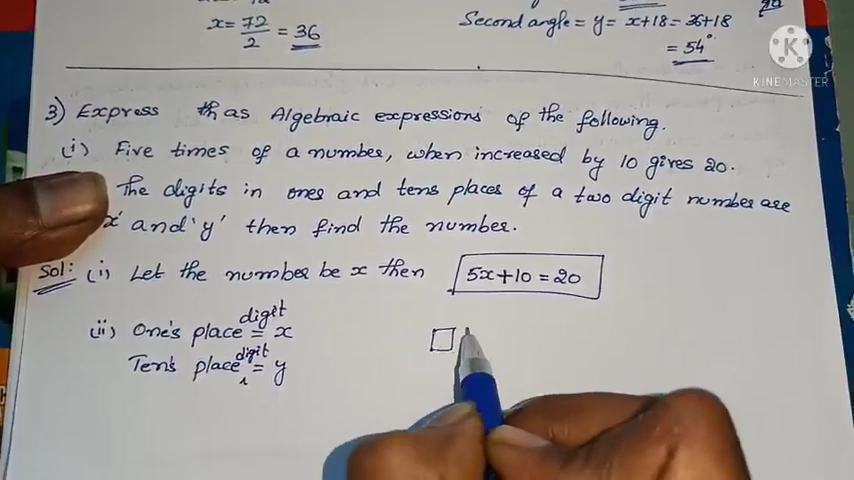 x = 72/2 = 36
Second angle = y = x+18 = 36+18
= 54°
KINEMASTER
3) Express th as Algebraic expressions of the following.
(i) Five times of a number, when increased by 10 gives 20.
The digits in ones and tens places of a two digit number are
'x' and 'y' then find the number.
Sol: (i) Let the number be x then 5x+10 = 20
(ii) One's place digit = x
Ten's place digit = y